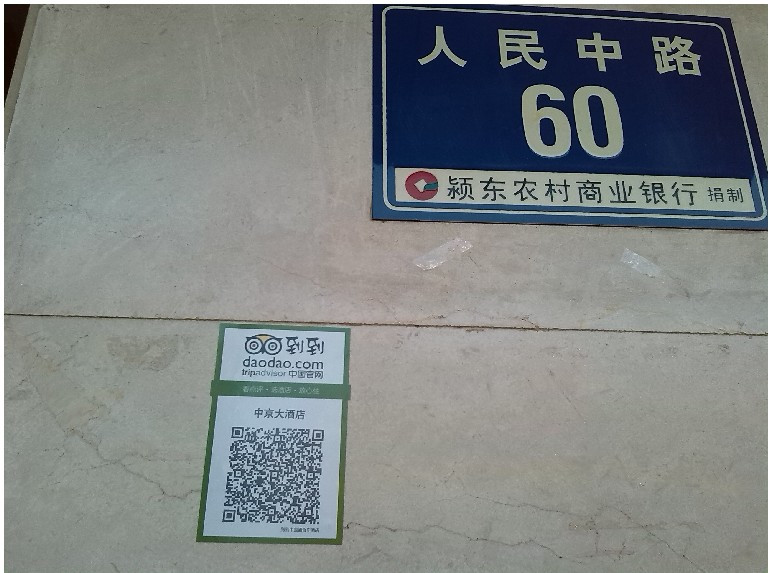 人民中路
60
颍东农村商业银行 捐制
到到
daodao.com
tripadvisor 中国官网
中京大酒店